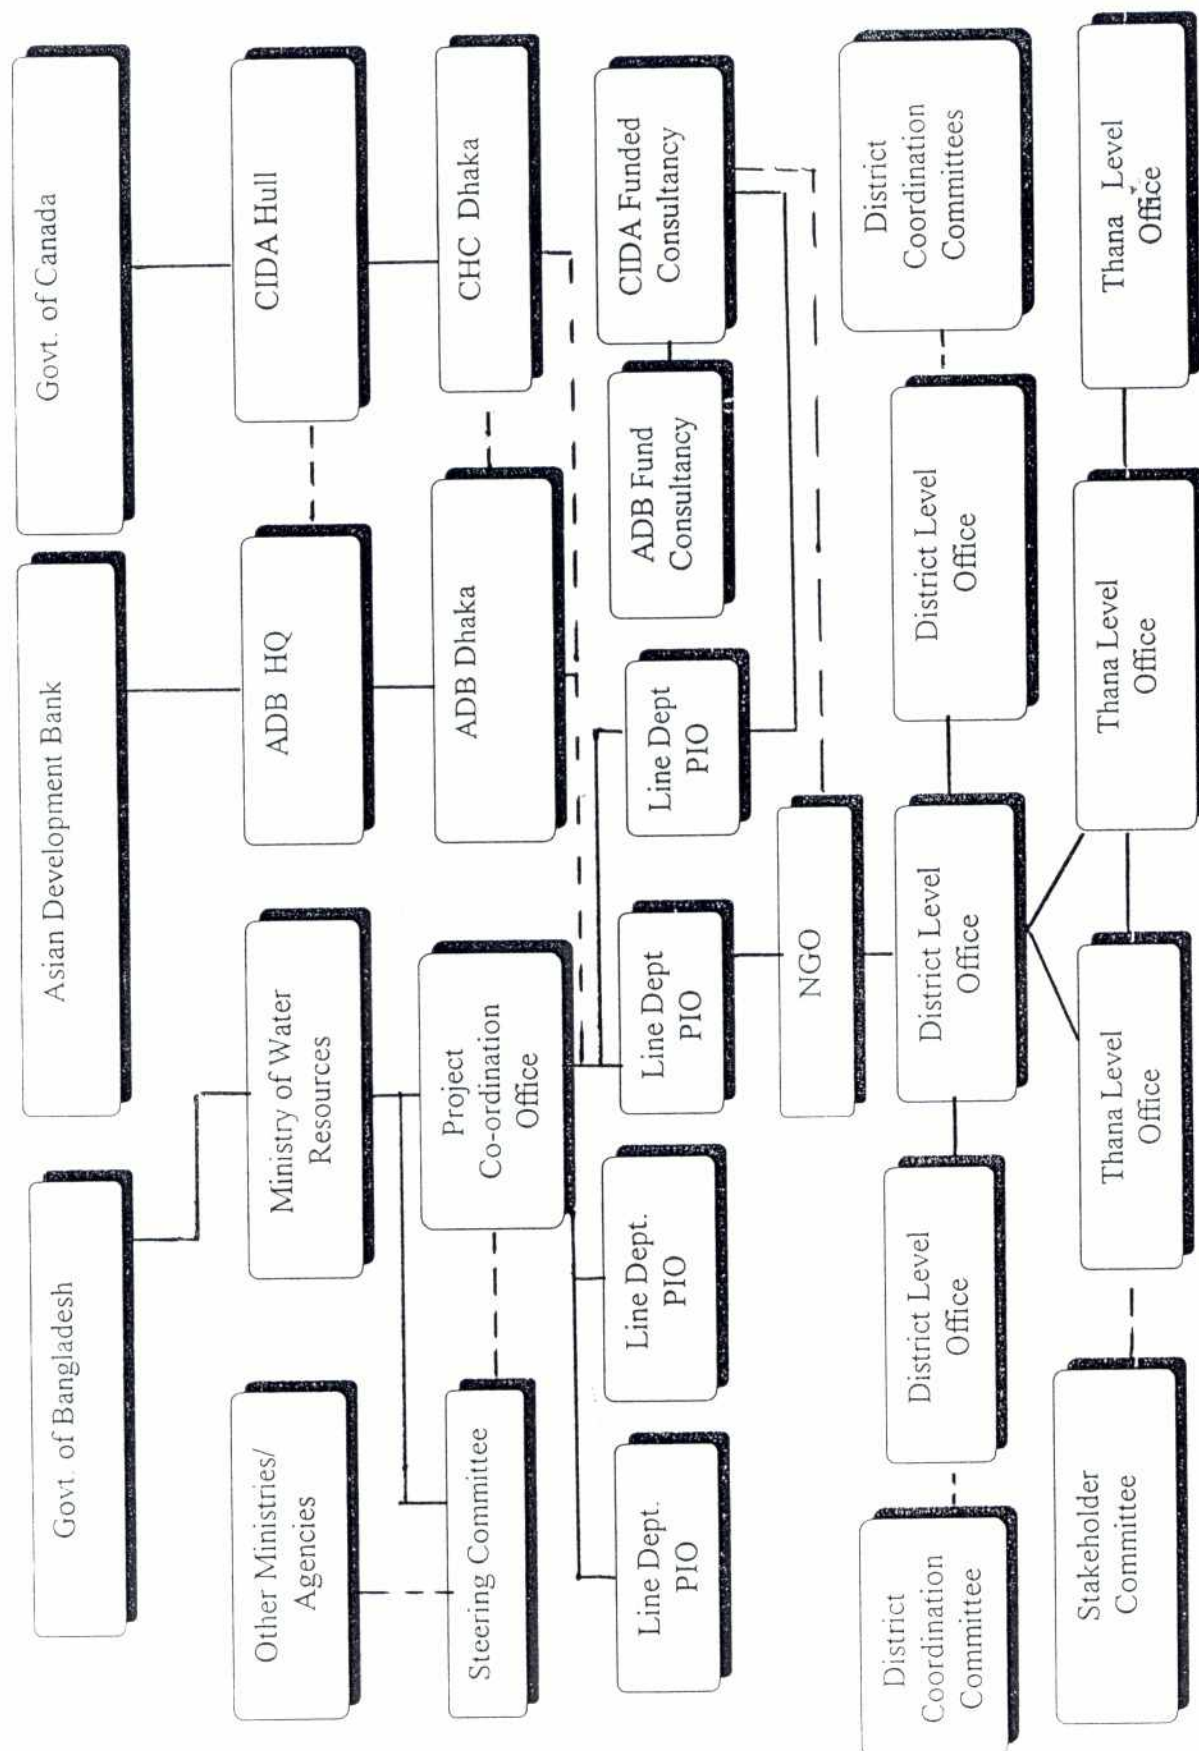 Govt. of Bangladesh
Asian Development Bank
Govt. of Canada
Other Ministries/
Agencies
Ministry of Water
Resources
ADB HQ
CIDA Hull
Steering Committee
Project
Co-ordination
Office
ADB Dhaka
CHC Dhaka
Line Dept.
PIO
Line Dept.
PIO
Line Dept
PIO
Line Dept
PIO
ADB Fund
Consultancy
CIDA Funded
Consultancy
NGO
District
Coordination
Committee
District Level
Office
District Level
Office
District Level
Office
District
Coordination
Committees
Stakeholder
Committee
Thana Level
Office
Thana Level
Office
Thana Level
Office